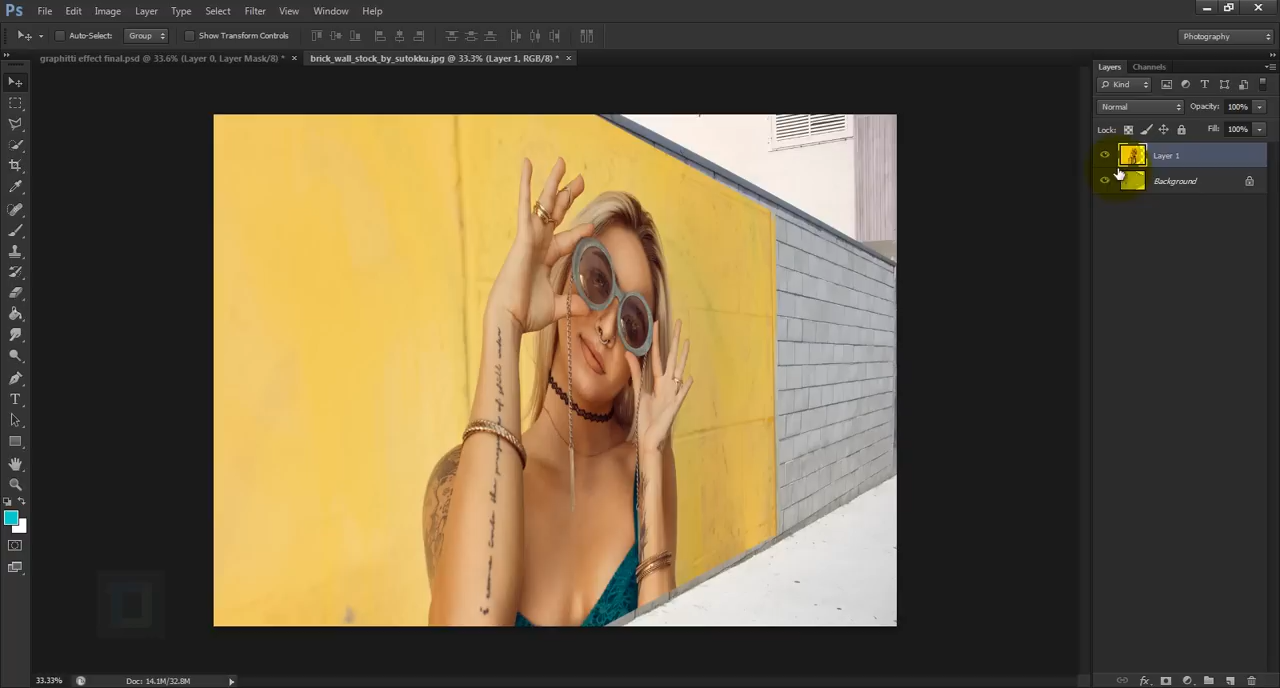 Ps File Edit Image Layer Type Select Filter View Window Help
Auto-Select: Group Show Transform Controls Photography
graphitti effect final.psd @ 33.6% (Layer 0, Layer Mask/8) * × brick_wall_stock_by_sutokku.jpg @ 33.3% (Layer 1, RGB/8) * ×
Layers Channels
Kind
Normal Opacity: 100%
Lock: Fill: 100%
Layer 1
Background
33.33% Doc: 14.1M/32.8M